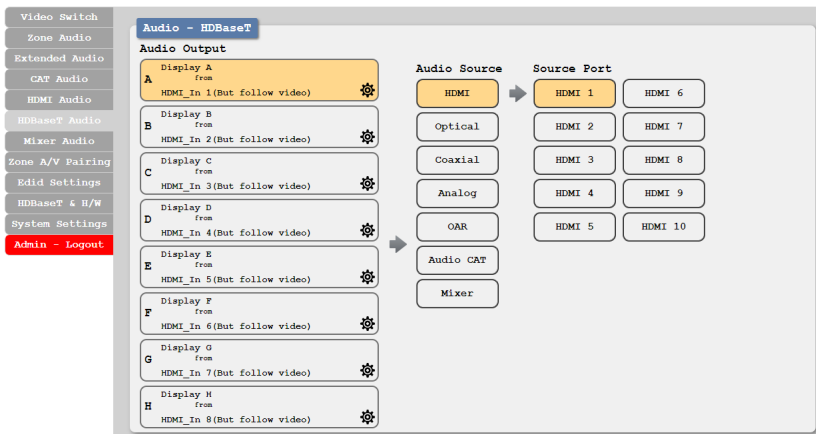 Video Switch
Zone Audio
Extended Audio
CAT Audio
HDMI Audio
HDBaseT Audio
Mixer Audio
Zone A/V Pairing
Edid Settings
HDBaseT & H/W
System Settings
Admin - Logout
Audio - HDBaseT
Audio Output
A
Display A
from
HDMI_In 1(But follow video)
B
Display B
from
HDMI_In 2(But follow video)
C
Display C
from
HDMI_In 3(But follow video)
D
Display D
from
HDMI_In 4(But follow video)
E
Display E
from
HDMI_In 5(But follow video)
F
Display F
from
HDMI_In 6(But follow video)
G
Display G
from
HDMI_In 7(But follow video)
H
Display H
from
HDMI_In 8(But follow video)
Audio Source
HDMI
Optical
Coaxial
Analog
OAR
Audio CAT
Mixer
Source Port
HDMI 1
HDMI 2
HDMI 3
HDMI 4
HDMI 5
HDMI 6
HDMI 7
HDMI 8
HDMI 9
HDMI 10